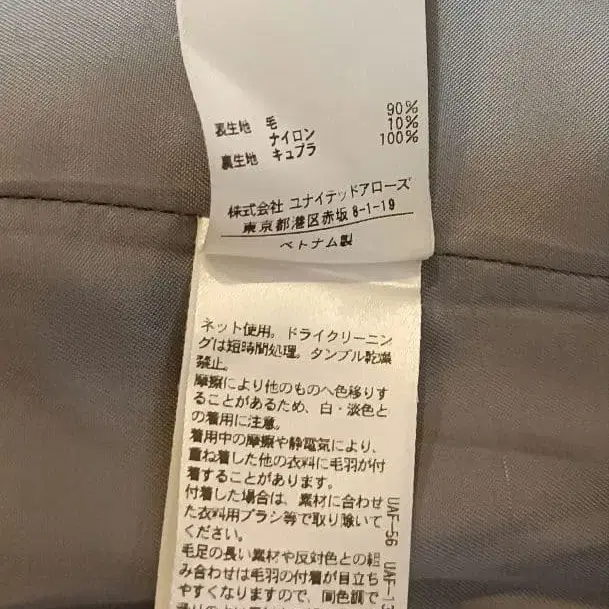 表生地 毛 90%
ナイロン 10%
裏生地 キュプラ 100%
株式会社 ユナイテッドアローズ
東京都港区赤坂8-1-19
ベトナム製
ネット使用。ドライクリーニン
グは短時間処理。タンブル乾燥
禁止。
摩擦により他のものへ色移りす
ることがあるため、白・淡色と
の着用に注意。
着用中の摩擦や静電気により、
重ね着した他の衣料に毛羽が付
着することがあります。
付着した場合は、素材に合わせ
た衣料用ブラシ等で取り除いて
ください。
毛足の長い素材や反対色との組
み合わせは毛羽の付着が目立ち
やすくなりますので、同色調で
UAF-56 UAF-13